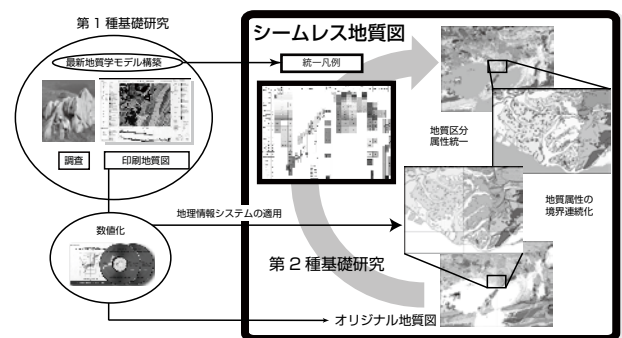 第１種基礎研究
シームレス地質図
最新地質学モデル構築
統一凡例
調査
印刷地質図
地質区分
属性統一
地理情報システムの適用
地質属性の
境界連続化
数値化
第２種基礎研究
オリジナル地質図